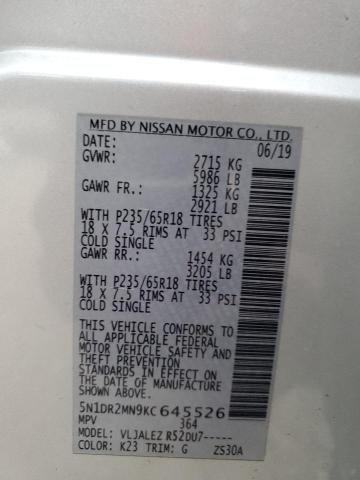 MFD BY NISSAN MOTOR CO., LTD.
DATE: 06/19
GVWR: 2715 KG
5986 LB
GAWR FR.: 1325 KG
2921 LB
WITH P235/65R18 TIRES
18 X 7.5 RIMS AT 33 PSI
COLD SINGLE
GAWR RR.: 1454 KG
3205 LB
WITH P235/65R18 TIRES
18 X 7.5 RIMS AT 33 PSI
COLD SINGLE
THIS VEHICLE CONFORMS TO
ALL APPLICABLE FEDERAL
MOTOR VEHICLE SAFETY AND
THEFT PREVENTION
STANDARDS IN EFFECT ON
THE DATE OF MANUFACTURE
SHOWN ABOVE.
5N1DR2MN9KC 645526
MPV 364
MODEL: VLJALEZ R52DU7-----
COLOR: K23 TRIM: G ZS30A